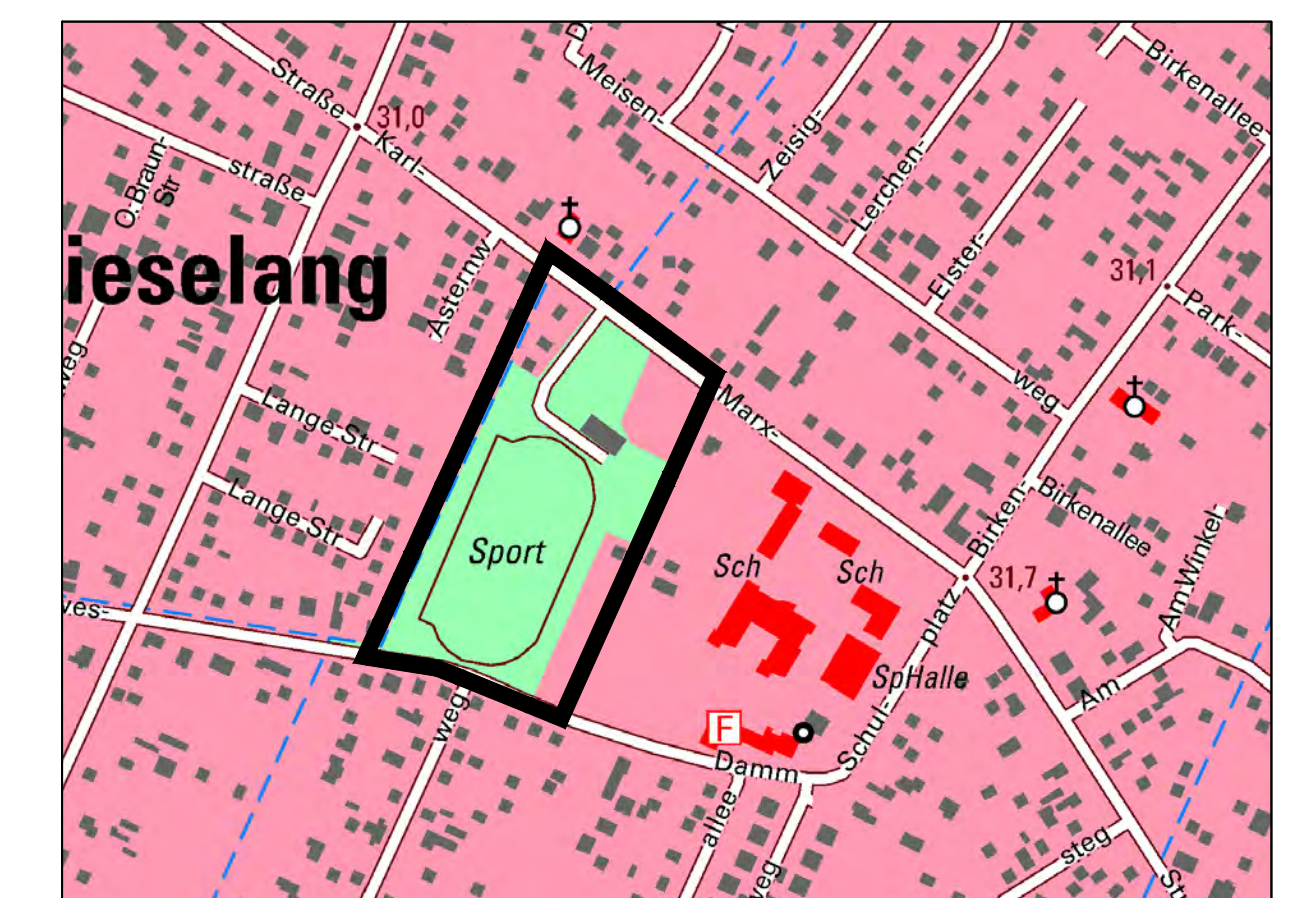 Birkenallee
Straße
31,0
Meisen-
Karl-
Zeisig-
straße
O.Braun-
Str
Lerchen-
Elster-
31,1
Park-
ieselang
Asternw
weg
weg
Lange Str
Marx-
Lange Str
Birkenallee
Birken-
Am Winkel-
Sport
Sch
Sch
31,7
ves-
platz
SpHalle
Am
weg
F
Schul-
Damm
allee
steg
weg